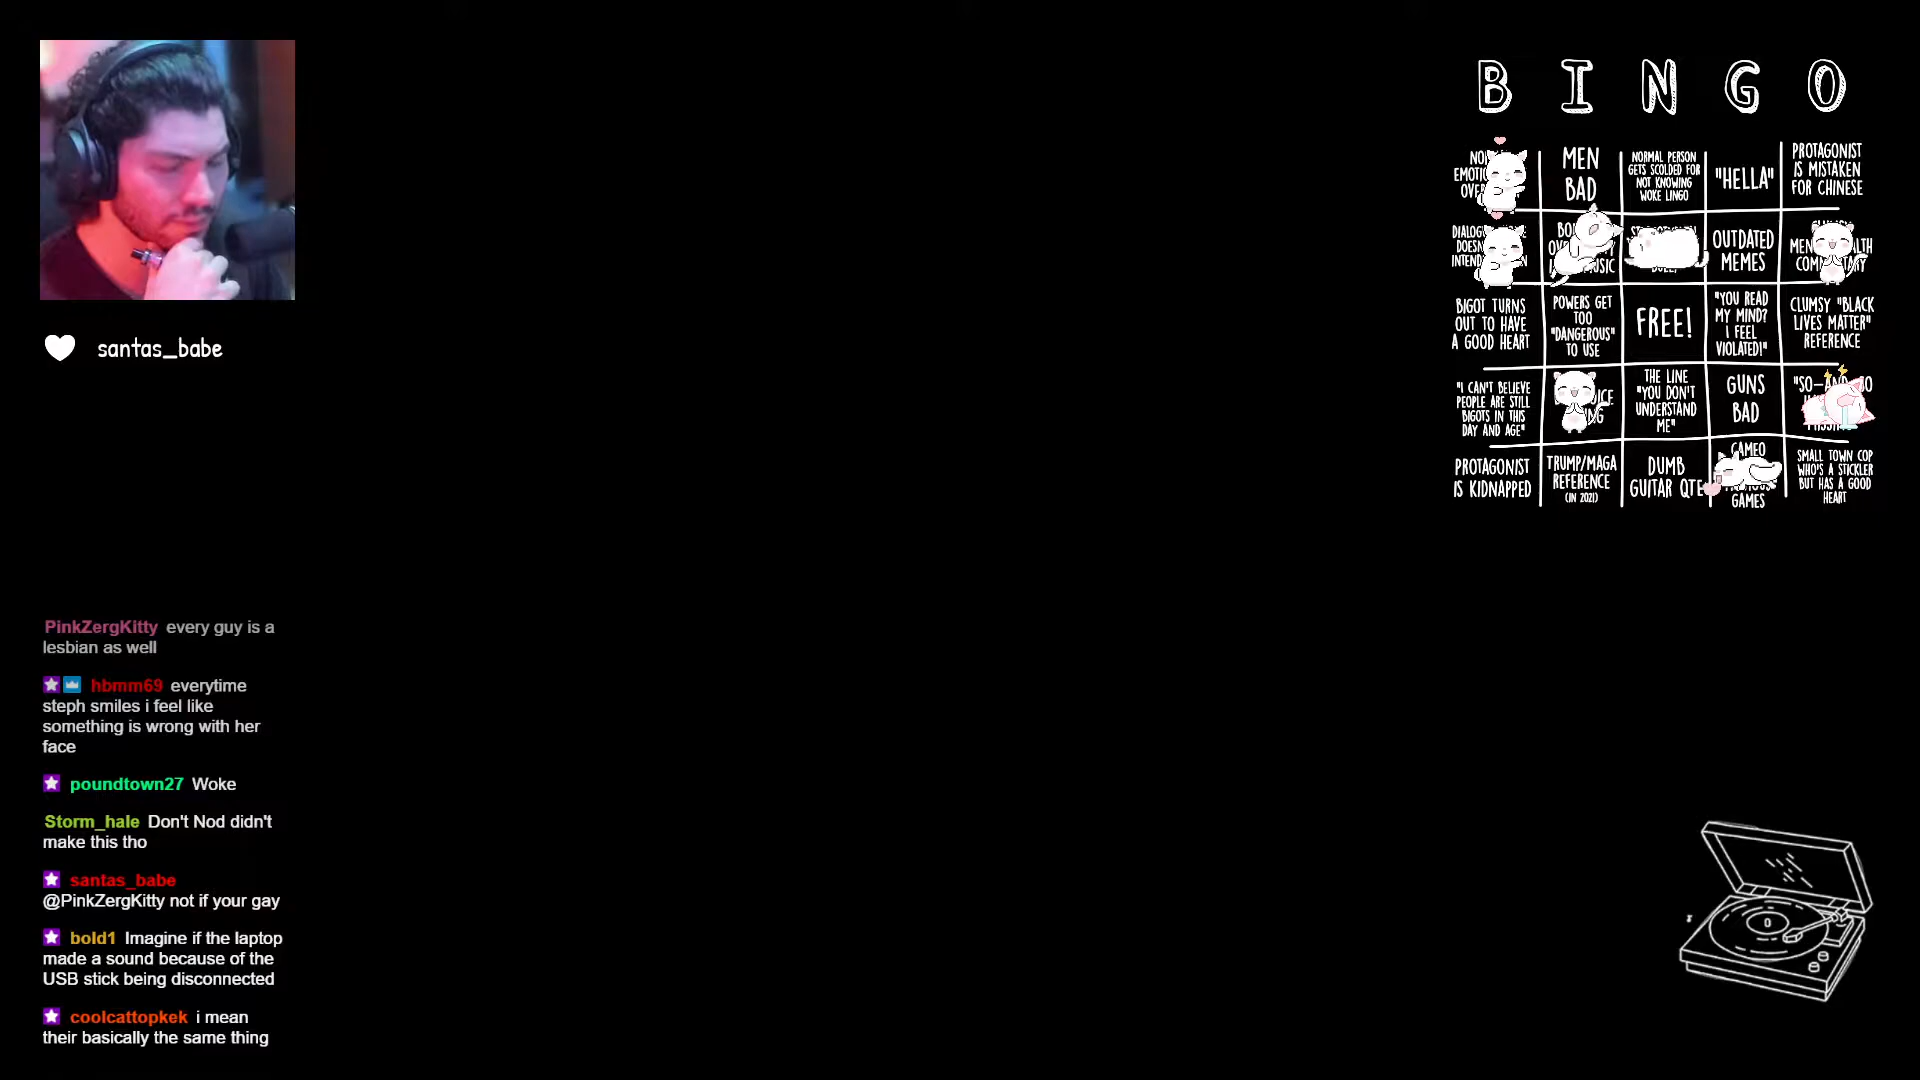 santas_babe
PinkZergKitty every guy is a
lesbian as well
hbmm69 everytime
steph smiles i feel like
something is wrong with her
face
poundtown27 Woke
Storm_hale Don't Nod didn't
make this tho
santas_babe
@PinkZergKitty not if your gay
bold1 Imagine if the laptop
made a sound because of the
USB stick being disconnected
coolcattopkek i mean
their basically the same thing
B I N G O
MEN
BAD
NORMAL PERSON
GETS SCOLDED FOR
NOT KNOWING
WOKE LINGO
"HELLA"
PROTAGONIST
IS MISTAKEN
FOR CHINESE
OUTDATED
MEMES
BIGOT TURNS
OUT TO HAVE
A GOOD HEART
POWERS GET
TOO
"DANGEROUS"
TO USE
FREE!
"YOU READ
MY MIND?
I FEEL
VIOLATED!"
CLUMSY "BLACK
LIVES MATTER"
REFERENCE
"I CAN'T BELIEVE
PEOPLE ARE STILL
BIGOTS IN THIS
DAY AND AGE"
THE LINE
"YOU DON'T
UNDERSTAND
ME"
GUNS
BAD
PROTAGONIST
IS KIDNAPPED
TRUMP/MAGA
REFERENCE
(IN 2021)
DUMB
GUITAR QTE
CAMEO
GAMES
SMALL TOWN COP
WHO'S A STICKLER
BUT HAS A GOOD
HEART